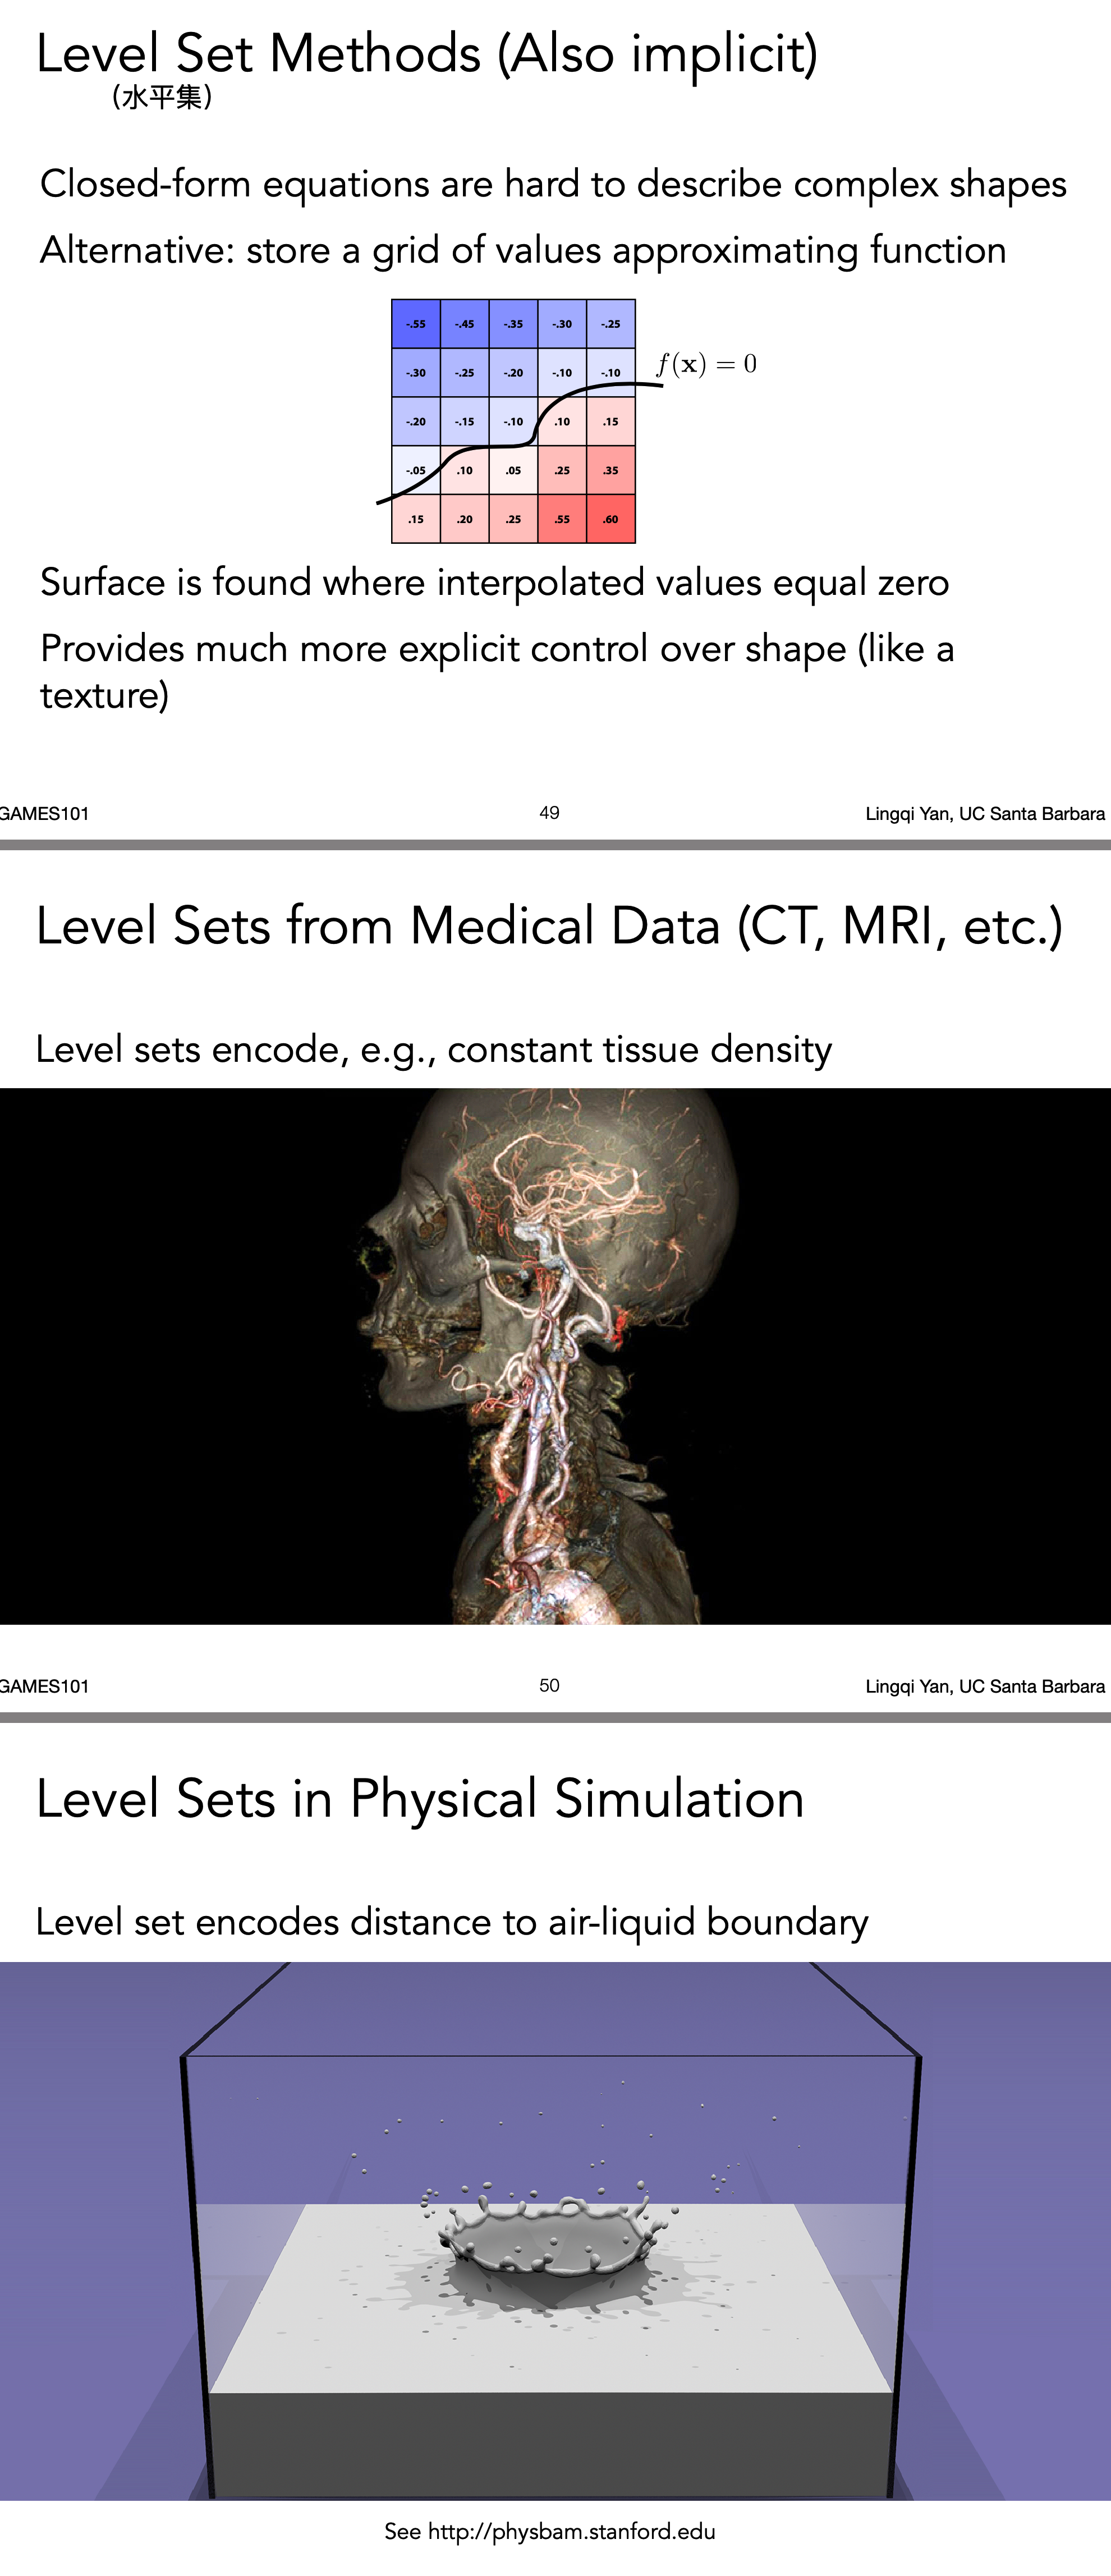 Level Set Methods (Also implicit)
(水平集)
Closed-form equations are hard to describe complex shapes
Alternative: store a grid of values approximating function
-.55 -.45 -.35 -.30 -.25
-.30 -.25 -.20 -.10 -.10
f(x) = 0
-.20 -.15 -.10 .10 .15
-.05 .10 .05 .25 .35
.15 .20 .25 .55 .60
Surface is found where interpolated values equal zero
Provides much more explicit control over shape (like a
texture)
GAMES101 49 Lingqi Yan, UC Santa Barbara
Level Sets from Medical Data (CT, MRI, etc.)
Level sets encode, e.g., constant tissue density
GAMES101 50 Lingqi Yan, UC Santa Barbara
Level Sets in Physical Simulation
Level set encodes distance to air-liquid boundary
See http://physbam.stanford.edu